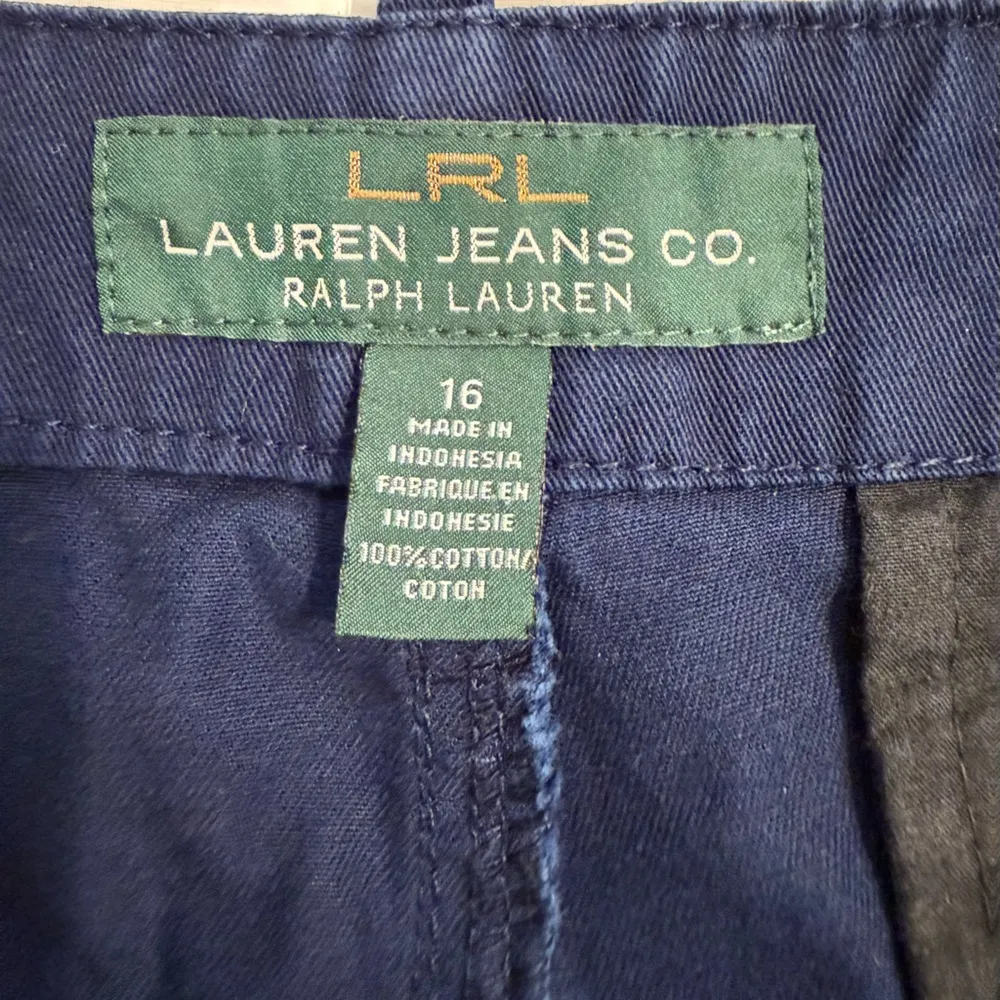 LRL
LAUREN JEANS CO.
RALPH LAUREN
16
MADE IN
INDONESIA
FABRIQUE EN
INDONESIE
100%COTTON/
COTON